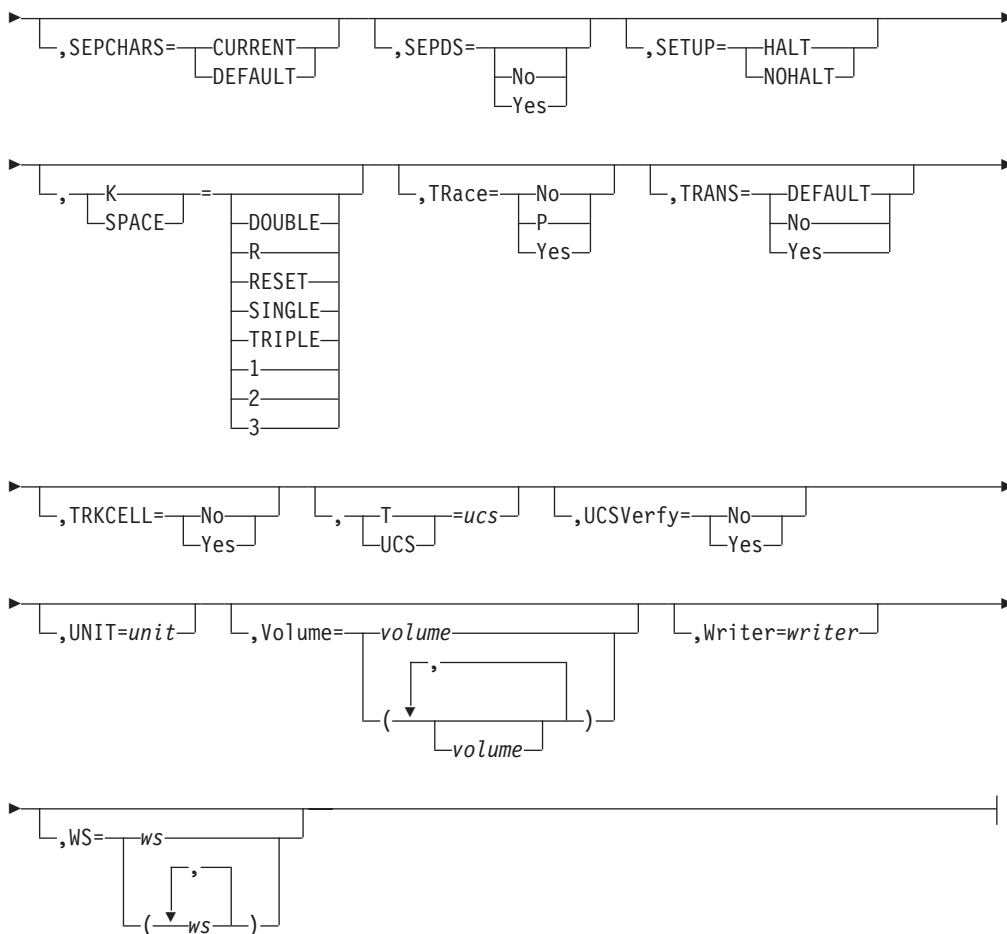 ,SEPCHARS= CURRENT ,SEPDS= ,SETUP= HALT
DEFAULT No NOHALT
Yes
, K = ,TRace= No ,TRANS= DEFAULT
SPACE DOUBLE P No
R Yes Yes
RESET
SINGLE
TRIPLE
1
2
3
,TRKCELL= No , T =ucs ,UCSVerfy= No
Yes UCS Yes
,UNIT=unit ,Volume= volume ,Writer=writer
,
( )
volume
,WS= ws
,
( ws )